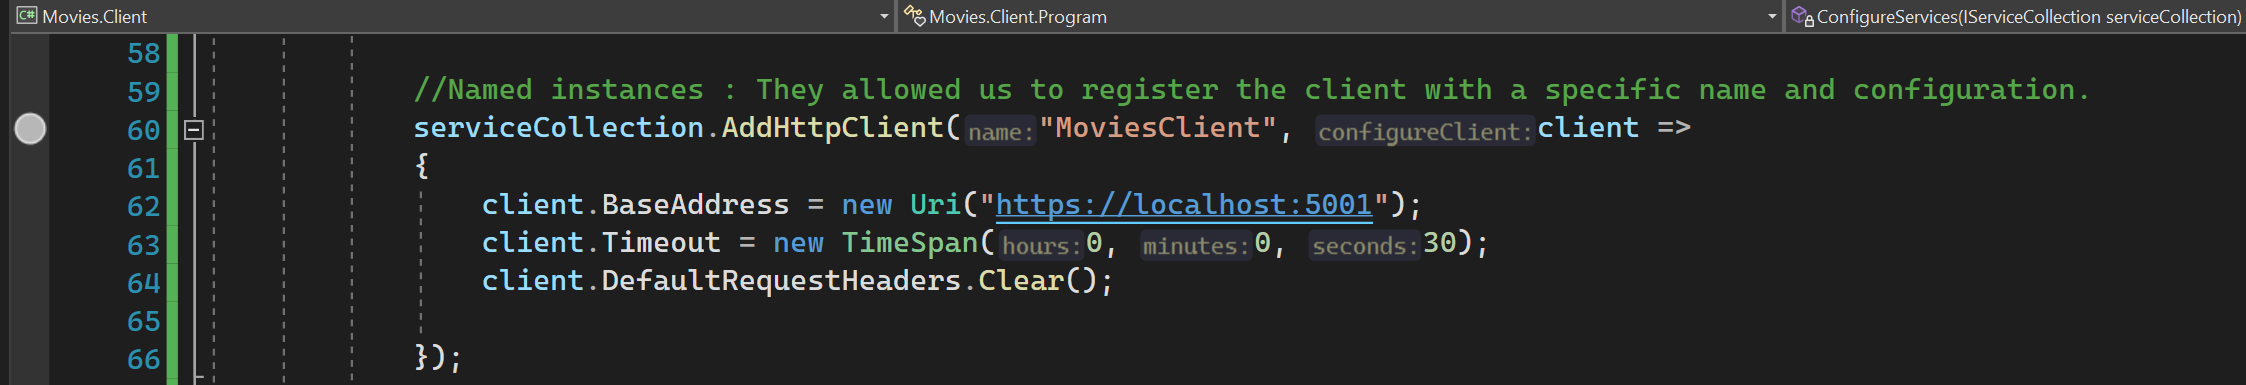 C# Movies.Client Movies.Client.Program ConfigureServices(IServiceCollection serviceCollection)
58
59 //Named instances : They allowed us to register the client with a specific name and configuration.
60 serviceCollection.AddHttpClient(name:"MoviesClient", configureClient:client =>
61 {
62 client.BaseAddress = new Uri("https://localhost:5001");
63 client.Timeout = new TimeSpan(hours:0, minutes:0, seconds:30);
64 client.DefaultRequestHeaders.Clear();
65
66 });